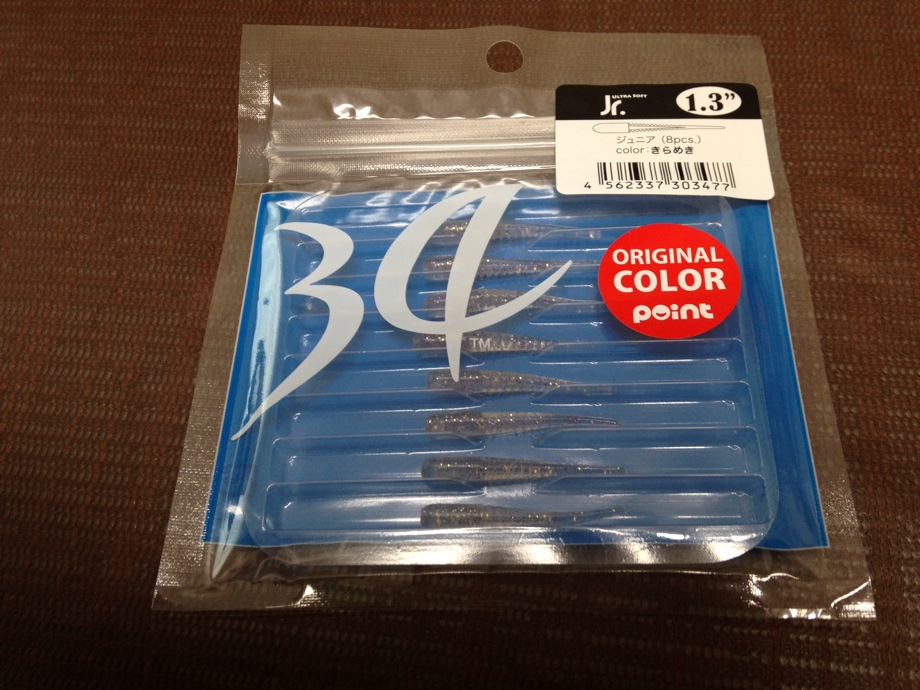 Jr.
ULTRA SOFT
1.3"
ジュニア (8pcs.)
color:きらめき
4 562337 303477
34
TM
ORIGINAL
COLOR
point